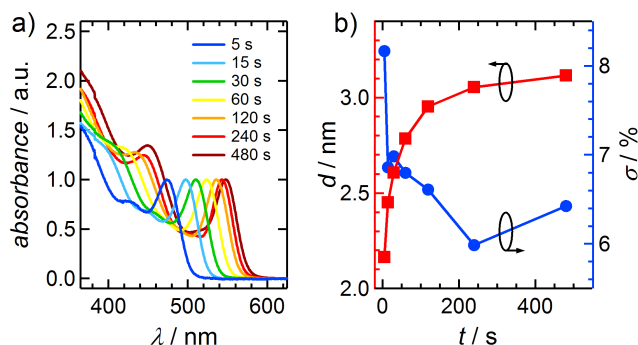 a)
absorbance / a.u.
2.5
2.0
1.5
1.0
0.5
0.0
5 s
15 s
30 s
60 s
120 s
240 s
480 s
400
500
600
λ / nm
b)
d / nm
3.0
2.5
2.0
8
7
6
σ / %
0
200
400
t / s